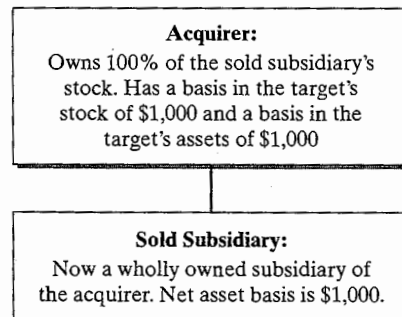 Acquirer:
Owns 100% of the sold subsidiary's
stock. Has a basis in the target's
stock of $1,000 and a basis in the
target's assets of $1,000
Sold Subsidiary:
Now a wholly owned subsidiary of
the acquirer. Net asset basis is $1,000.